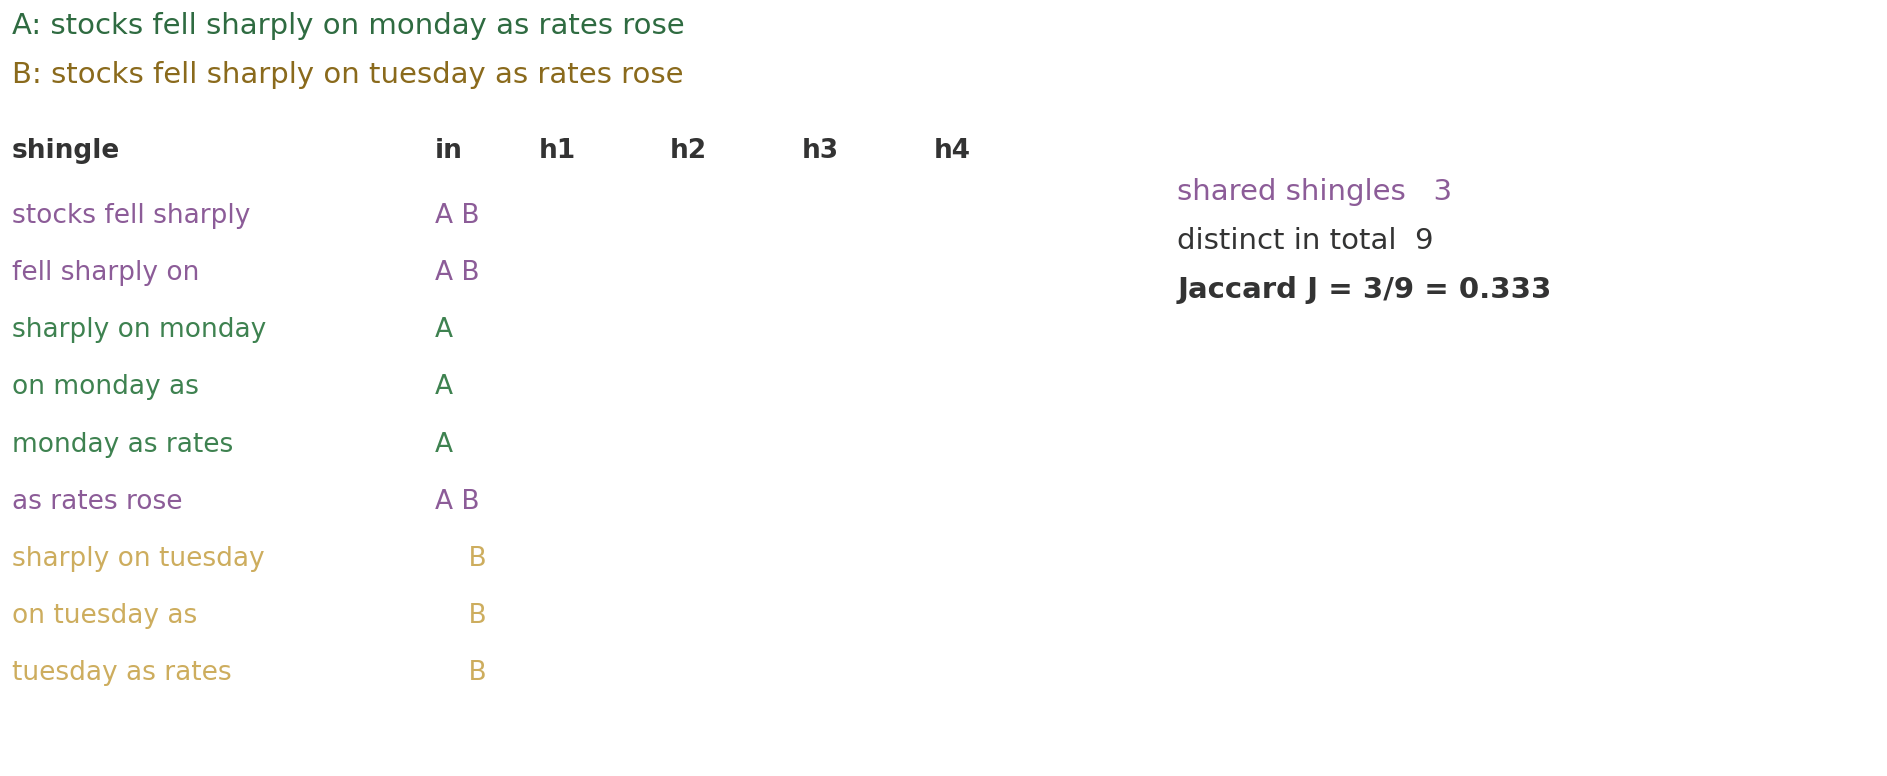 A: stocks fell sharply on monday as rates rose
B: stocks fell sharply on tuesday as rates rose
shingle in h1 h2 h3 h4
stocks fell sharply A B
fell sharply on A B
sharply on monday A
on monday as A
monday as rates A
as rates rose A B
sharply on tuesday B
on tuesday as B
tuesday as rates B
shared shingles 3
distinct in total 9
Jaccard J = 3/9 = 0.333